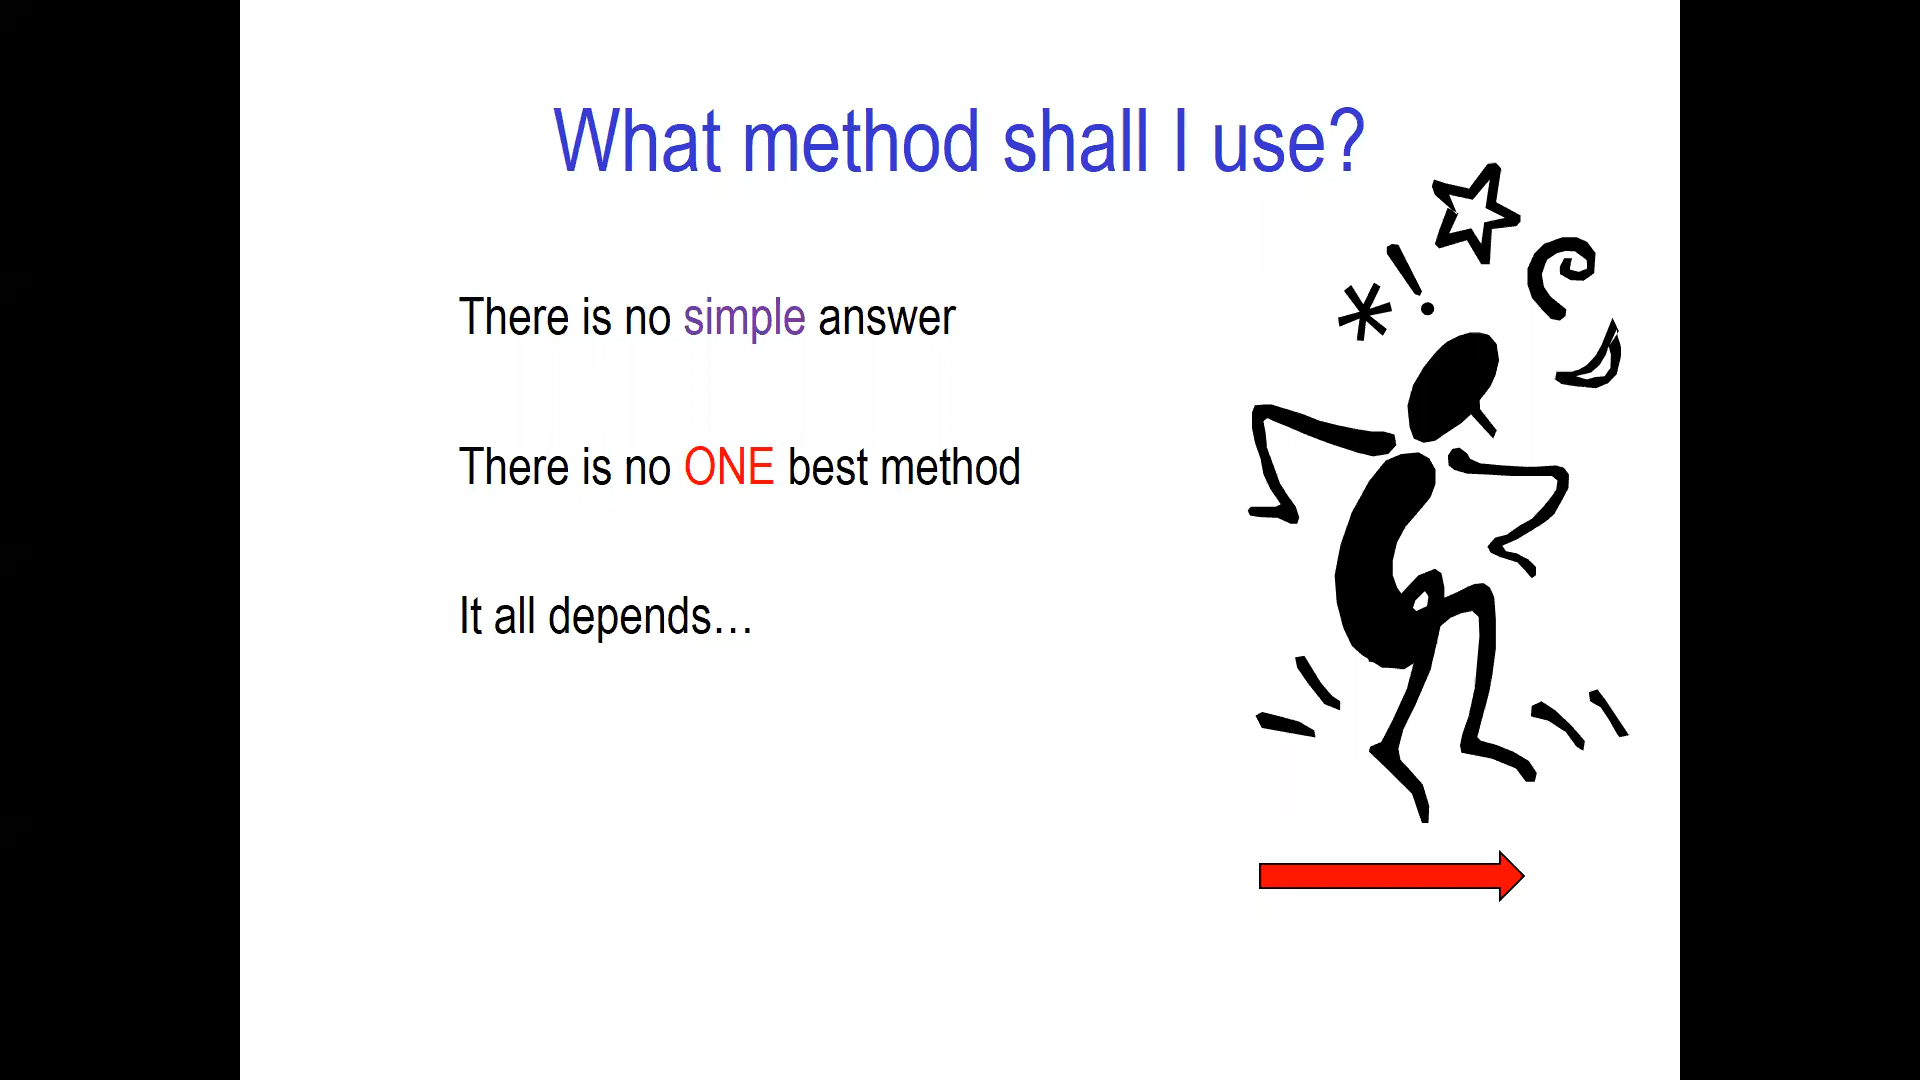 What method shall I use?
There is no simple answer
There is no ONE best method
It all depends…